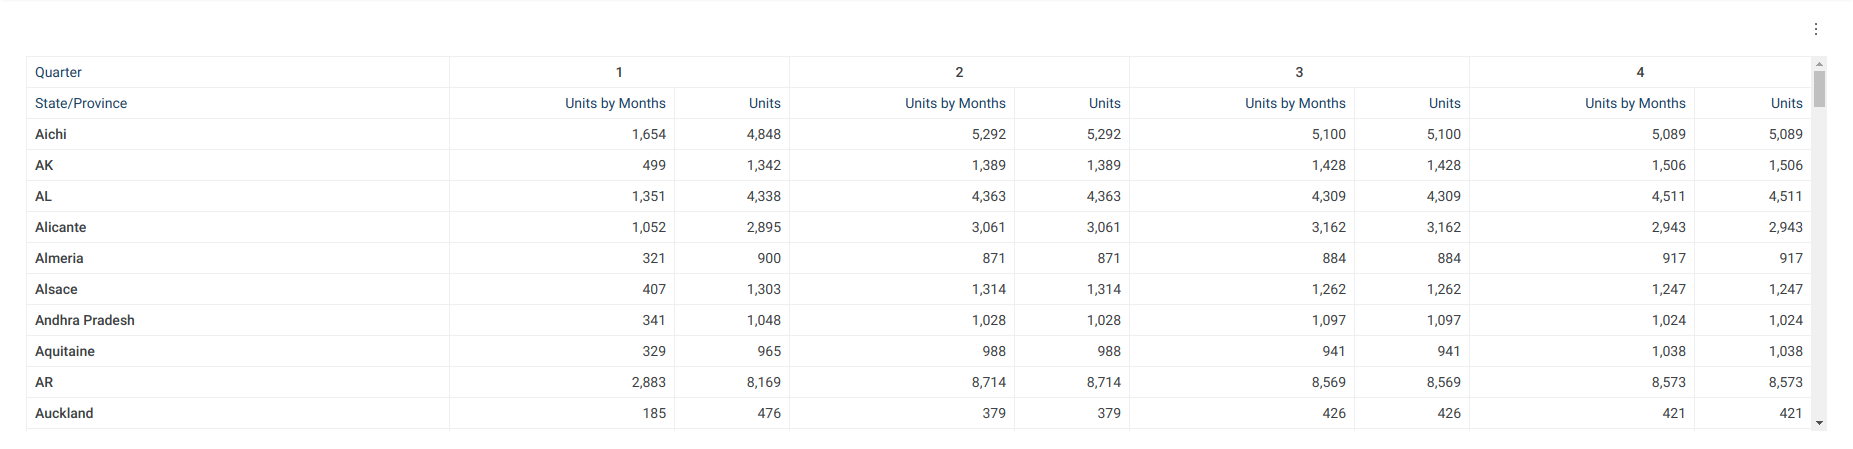 Quarter 1 2 3 4
State/Province Units by Months Units Units by Months Units Units by Months Units Units by Months Units
Aichi 1,654 4,848 5,292 5,292 5,100 5,100 5,089 5,089
AK 499 1,342 1,389 1,389 1,428 1,428 1,506 1,506
AL 1,351 4,338 4,363 4,363 4,309 4,309 4,511 4,511
Alicante 1,052 2,895 3,061 3,061 3,162 3,162 2,943 2,943
Almeria 321 900 871 871 884 884 917 917
Alsace 407 1,303 1,314 1,314 1,262 1,262 1,247 1,247
Andhra Pradesh 341 1,048 1,028 1,028 1,097 1,097 1,024 1,024
Aquitaine 329 965 988 988 941 941 1,038 1,038
AR 2,883 8,169 8,714 8,714 8,569 8,569 8,573 8,573
Auckland 185 476 379 379 426 426 421 421